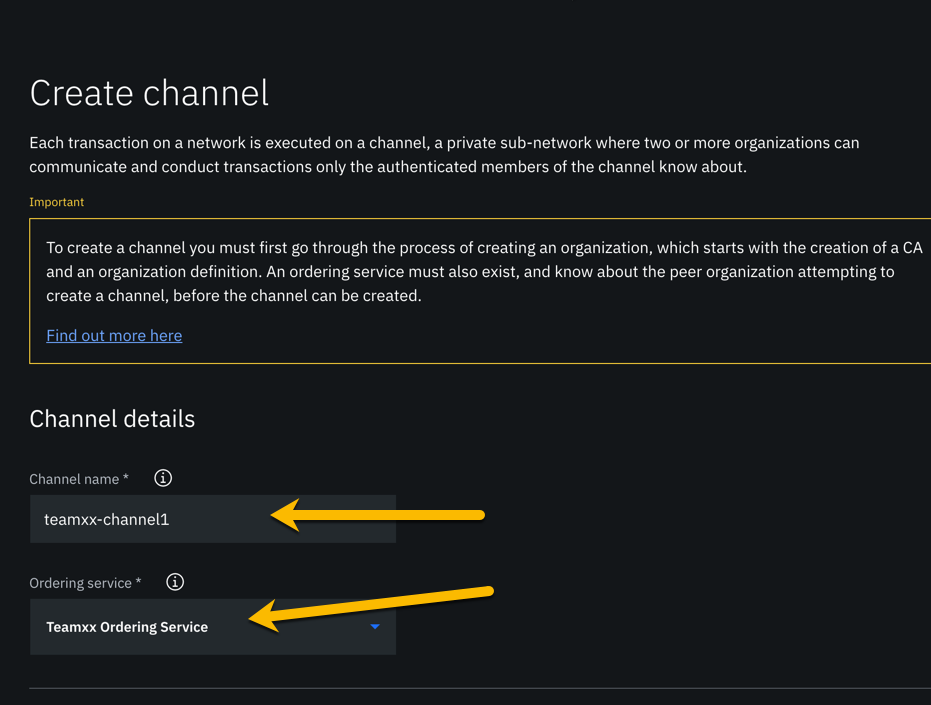 Create channel
Each transaction on a network is executed on a channel, a private sub-network where two or more organizations can
communicate and conduct transactions only the authenticated members of the channel know about.
Important
To create a channel you must first go through the process of creating an organization, which starts with the creation of a CA
and an organization definition. An ordering service must also exist, and know about the peer organization attempting to
create a channel, before the channel can be created.
Find out more here
Channel details
Channel name *
teamxx-channel1
Ordering service *
Teamxx Ordering Service